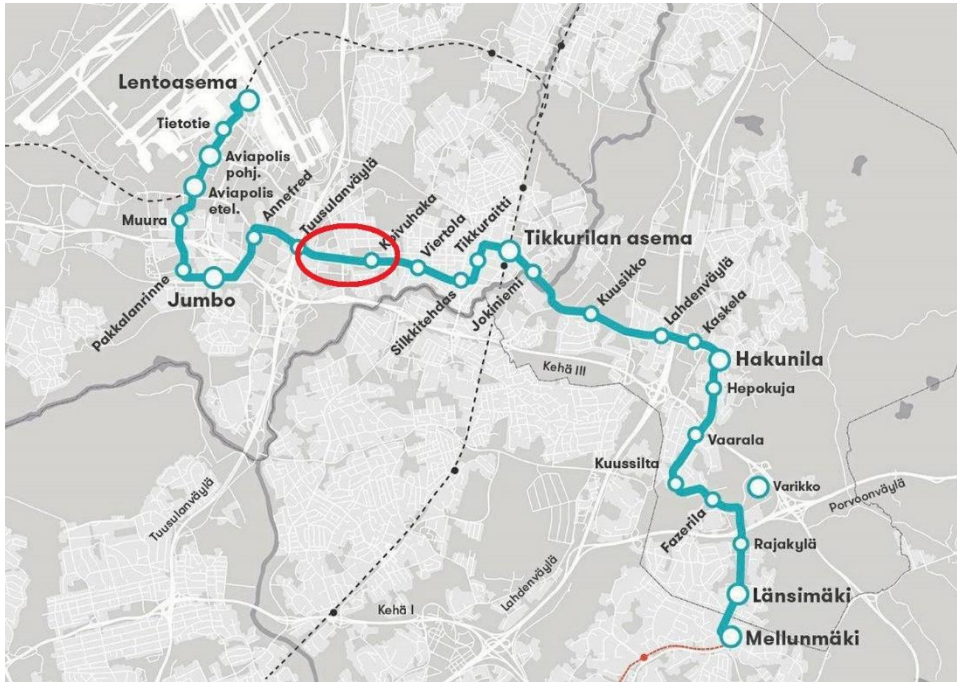 Lentoasema
Tietotie
Aviapolis
pohj.
Aviapolis
etel.
Muura
Annefred
Tuusulanväylä
Koivuhaka
Viertola
Tikkuraitti
Tikkurilan asema
Pakkalanrinne
Jumbo
Silkkitehdas
Jokiniemi
Kuusikko
Lahdenväylä
Kaskela
Hakunila
Kehä III
Hepokuja
Vaarala
Kuussilta
Varikko
Porvoonväylä
Tuusulanväylä
Fazerila
Rajakylä
Lahdenväylä
Länsimäki
Kehä I
Mellunmäki